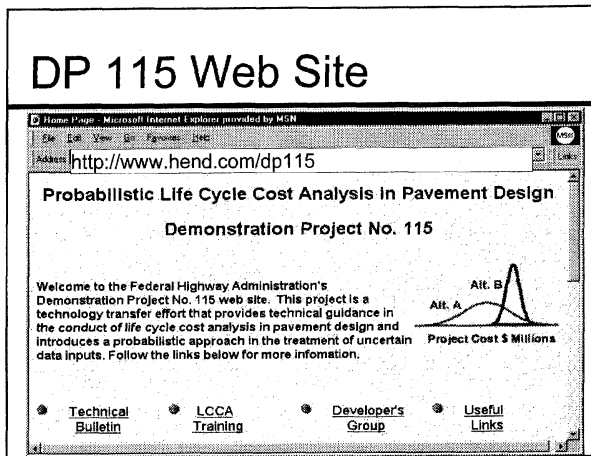 DP 115 Web Site
Home Page - Microsoft Internet Explorer provided by MSN
File Edit View Go Favorites Help
Address http://www.hend.com/dp115 Links
Probabilistic Life Cycle Cost Analysis in Pavement Design
Demonstration Project No. 115
Welcome to the Federal Highway Administration's
Demonstration Project No. 115 web site. This project is a
technology transfer effort that provides technical guidance in
the conduct of life cycle cost analysis in pavement design and
introduces a probabilistic approach in the treatment of uncertain
data inputs. Follow the links below for more infomation.
Alt. B
Alt. A
Project Cost $ Millions
Technical Bulletin
LCCA Training
Developer's Group
Useful Links